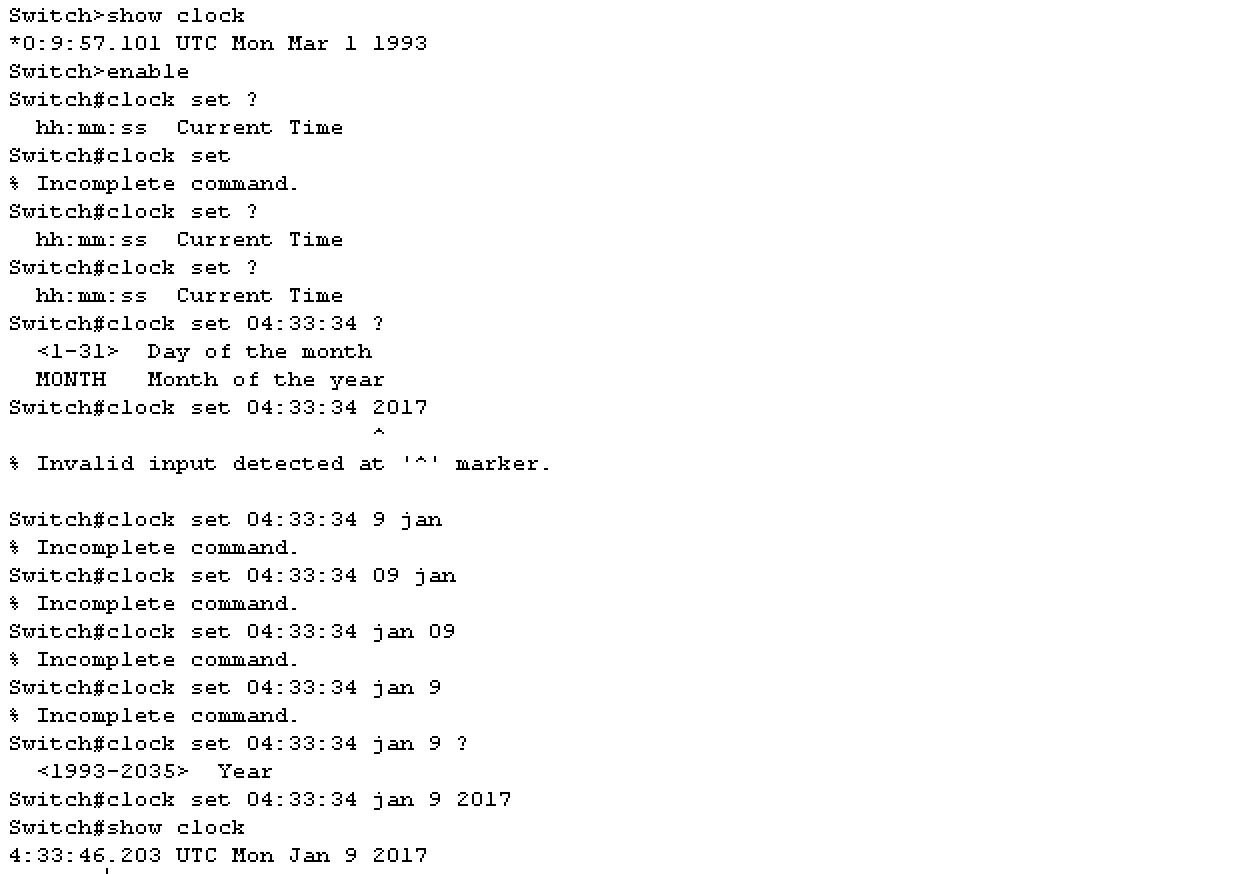 Switch>show clock
*0:9:57.101 UTC Mon Mar 1 1993
Switch>enable
Switch#clock set ?
  hh:mm:ss  Current Time
Switch#clock set
% Incomplete command.
Switch#clock set ?
  hh:mm:ss  Current Time
Switch#clock set ?
  hh:mm:ss  Current Time
Switch#clock set 04:33:34 ?
  <1-31>  Day of the month
  MONTH   Month of the year
Switch#clock set 04:33:34 2017
                          ^
% Invalid input detected at '^' marker.

Switch#clock set 04:33:34 9 jan
% Incomplete command.
Switch#clock set 04:33:34 09 jan
% Incomplete command.
Switch#clock set 04:33:34 jan 09
% Incomplete command.
Switch#clock set 04:33:34 jan 9
% Incomplete command.
Switch#clock set 04:33:34 jan 9 ?
  <1993-2035>  Year
Switch#clock set 04:33:34 jan 9 2017
Switch#show clock
4:33:46.203 UTC Mon Jan 9 2017